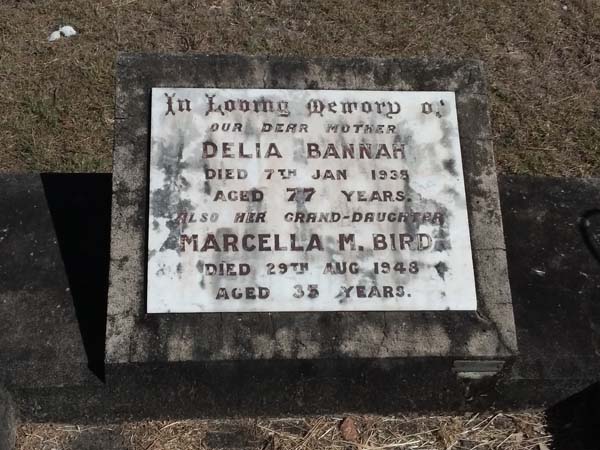 In Loving Memory of
OUR DEAR MOTHER
DELIA BANNAH
DIED 7TH JAN 1938
AGED 77 YEARS.
ALSO HER GRAND-DAUGHTER
MARCELLA M. BIRD
DIED 29TH AUG 1948
AGED 35 YEARS.